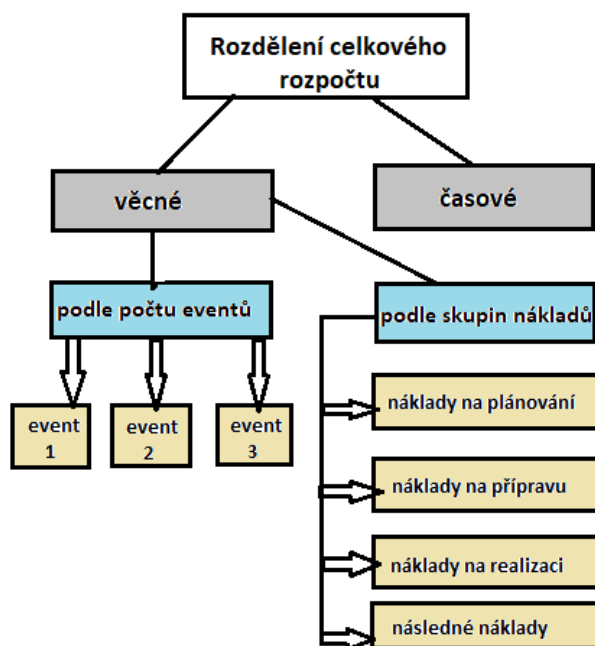 Rozdělení celkového
rozpočtu
věcné
časové
podle počtu eventů
podle skupin nákladů
event
1
event
2
event
3
náklady na plánování
náklady na přípravu
náklady na realizaci
následné náklady